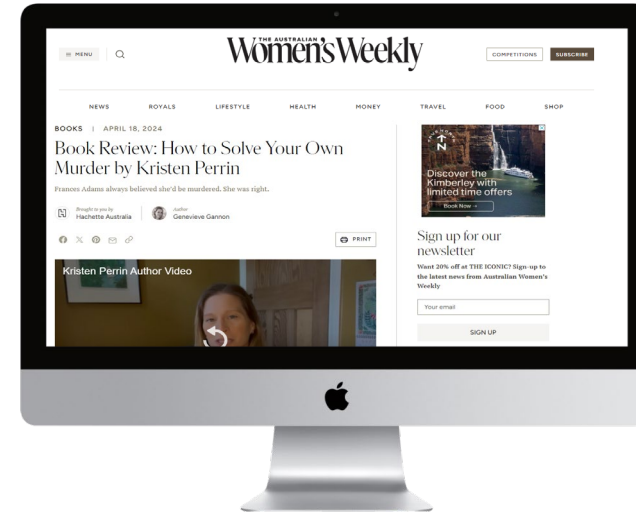 MENU
THE AUSTRALIAN
Women's Weekly
COMPETITIONS
SUBSCRIBE
NEWS ROYALS LIFESTYLE HEALTH MONEY TRAVEL FOOD SHOP
BOOKS | APRIL 18, 2024
Book Review: How to Solve Your Own
Murder by Kristen Perrin
Frances Adams always believed she'd be murdered. She was right.
Brought to you by
Hachette Australia
Author
Genevieve Gannon
PRINT
Kristen Perrin Author Video
N
Discover the
Kimberley with
limited time offers
Book Now →
Sign up for our
newsletter
Want 20% off at THE ICONIC? Sign-up to
the latest news from Australian Women's
Weekly
Your email
SIGN UP